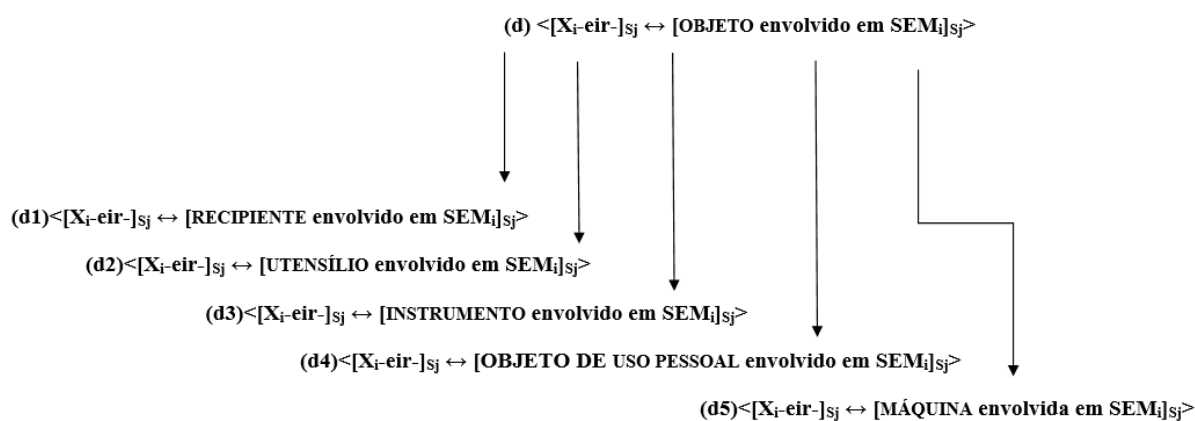 (d) <[Xi-eir-]Sj ↔ [OBJETO envolvido em SEMi]Sj>
(d1)<[Xi-eir-]Sj ↔ [RECIPIENTE envolvido em SEMi]Sj>
(d2)<[Xi-eir-]Sj ↔ [UTENSÍLIO envolvido em SEMi]Sj>
(d3)<[Xi-eir-]Sj ↔ [INSTRUMENTO envolvido em SEMi]Sj>
(d4)<[Xi-eir-]Sj ↔ [OBJETO DE USO PESSOAL envolvido em SEMi]Sj>
(d5)<[Xi-eir-]Sj ↔ [MÁQUINA envolvida em SEMi]Sj>